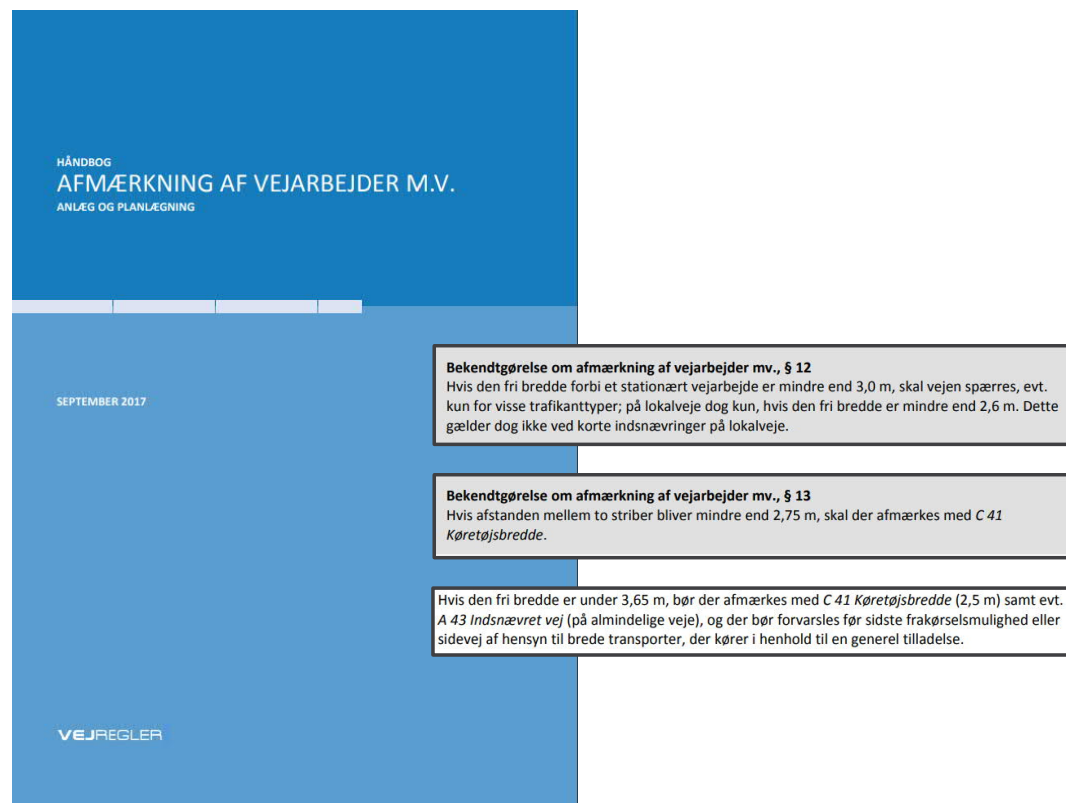 HÅNDBOG
AFMÆRKNING AF VEJARBEJDER M.V.
ANLÆG OG PLANLÆGNING
SEPTEMBER 2017
Bekendtgørelse om afmærkning af vejarbejder mv., § 12
Hvis den fri bredde forbi et stationært vejarbejde er mindre end 3,0 m, skal vejen spærres, evt.
kun for visse trafikanttyper; på lokalveje dog kun, hvis den fri bredde er mindre end 2,6 m. Dette
gælder dog ikke ved korte indsnævringer på lokalveje.
Bekendtgørelse om afmærkning af vejarbejder mv., § 13
Hvis afstanden mellem to striber bliver mindre end 2,75 m, skal der afmærkes med C 41
Køretøjsbredde.
Hvis den fri bredde er under 3,65 m, bør der afmærkes med C 41 Køretøjsbredde (2,5 m) samt evt.
A 43 Indsnævret vej (på almindelige veje), og der bør forvarsles før sidste frakørselsmulighed eller
sidevej af hensyn til brede transporter, der kører i henhold til en generel tilladelse.
VEJREGLER